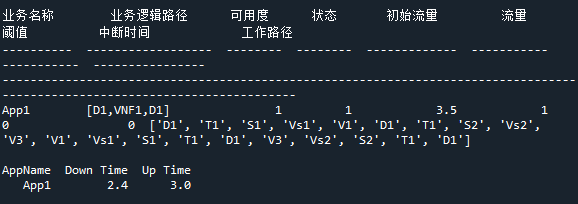 业务名称 业务逻辑路径 可用度 状态 初始流量 流量
阈值 中断时间 工作路径
---------- ------------------ -------- -------- ------------- -----------
------------- ----------------
----------------------------------------------------------------------------------
------------------------------------------
App1 [D1,VNF1,D1] 1 1 3.5 1
0 0 ['D1', 'T1', 'S1', 'Vs1', 'V1', 'D1', 'T1', 'S2', 'Vs2',
'V3', 'V1', 'Vs1', 'S1', 'T1', 'D1', 'V3', 'Vs2', 'S2', 'T1', 'D1']
AppName Down Time Up Time
App1 2.4 3.0